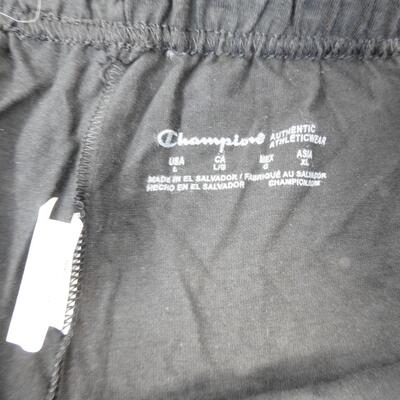 Champion AUTHENTIC ATHLETICWEAR
USA CA MEX ASIA
L L/G G XL
MADE IN EL SALVADOR / FABRIQUÉ AU SALVADOR
HECHO EN EL SALVADOR CHAMPION.COM